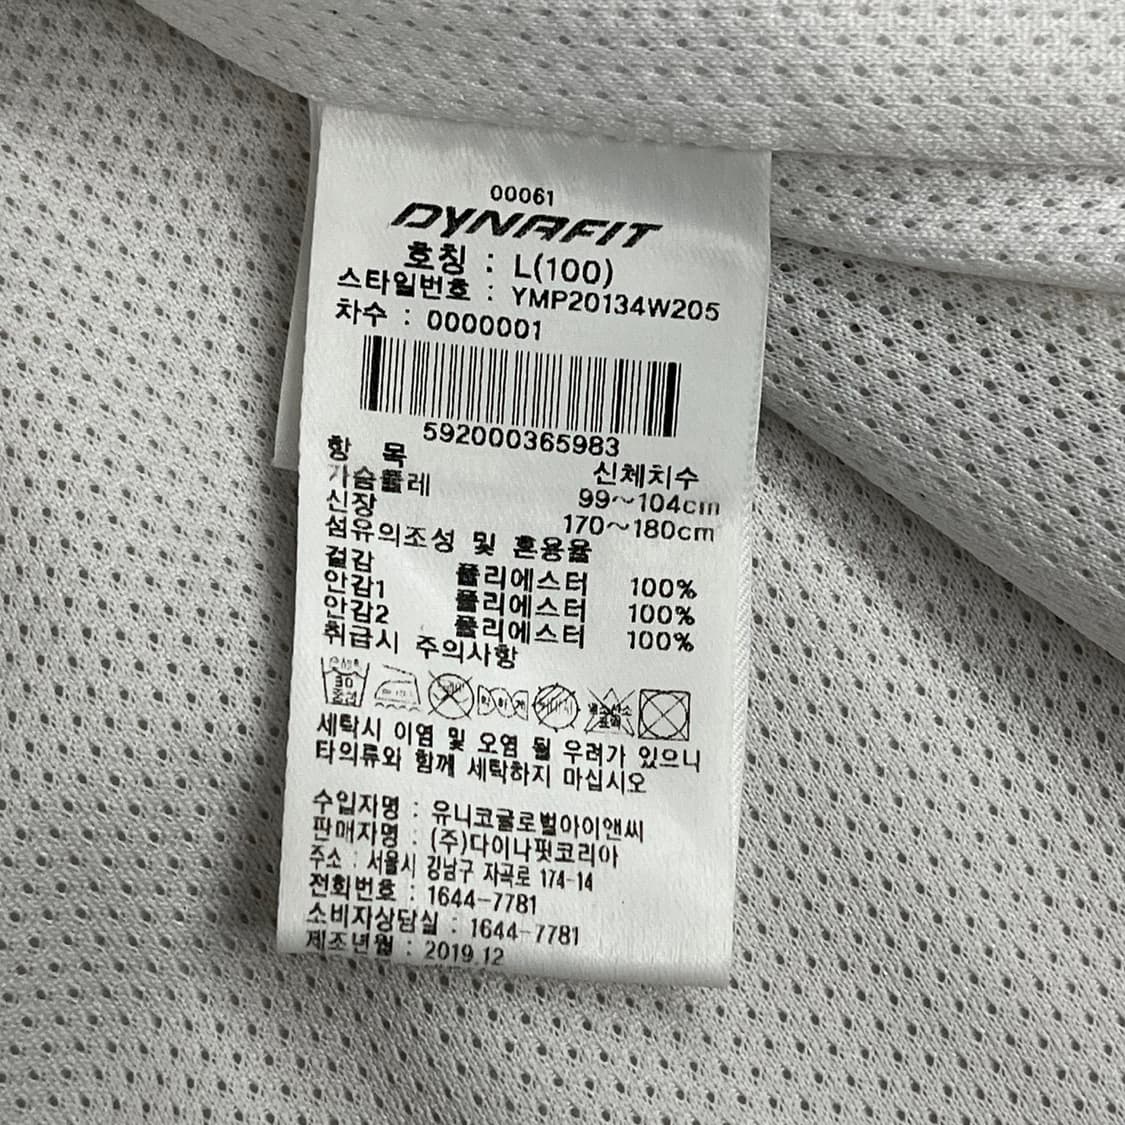 00061
DYNAFIT
호칭 : L(100)
스타일번호 : YMP20134W205
차수 : 0000001
592000365983
항 목 신체치수
가슴둘레 99~104cm
신장 170~180cm
섬유의조성 및 혼용율
겉감 폴리에스터 100%
안감1 폴리에스터 100%
안감2 폴리에스터 100%
취급시 주의사항
30
세탁시 이염 및 오염 될 우려가 있으니
타의류와 함께 세탁하지 마십시오
수입자명 : 유니코글로벌아이앤씨
판매자명 : (주)다이나핏코리아
주소 : 서울시 강남구 자곡로 174-14
전화번호 : 1644-7781
소비자상담실 : 1644-7781
제조년월 : 2019.12